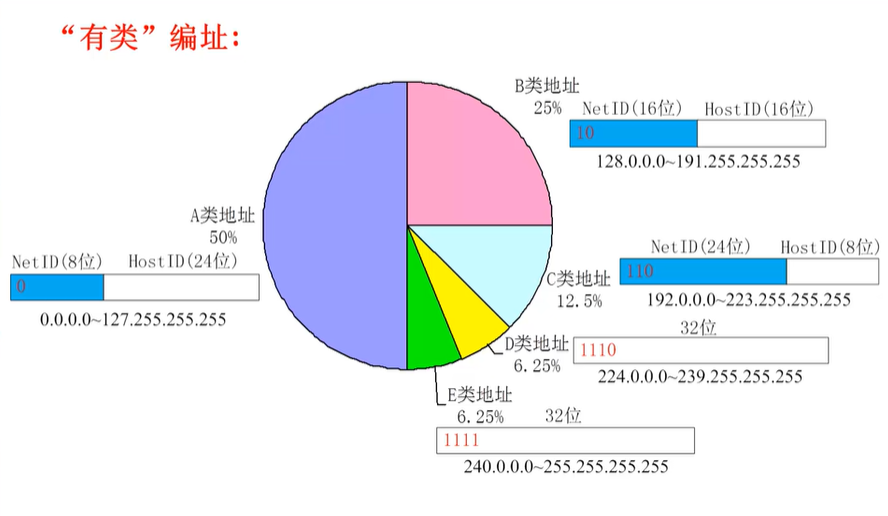 “有类”编址:
B类地址
25%
NetID(16位) HostID(16位)
10
128.0.0.0~191.255.255.255
A类地址
50%
NetID(8位) HostID(24位)
0
0.0.0.0~127.255.255.255
NetID(24位) HostID(8位)
C类地址
12.5%
110
192.0.0.0~223.255.255.255
D类地址
6.25%
32位
1110
224.0.0.0~239.255.255.255
E类地址
6.25%
32位
1111
240.0.0.0~255.255.255.255